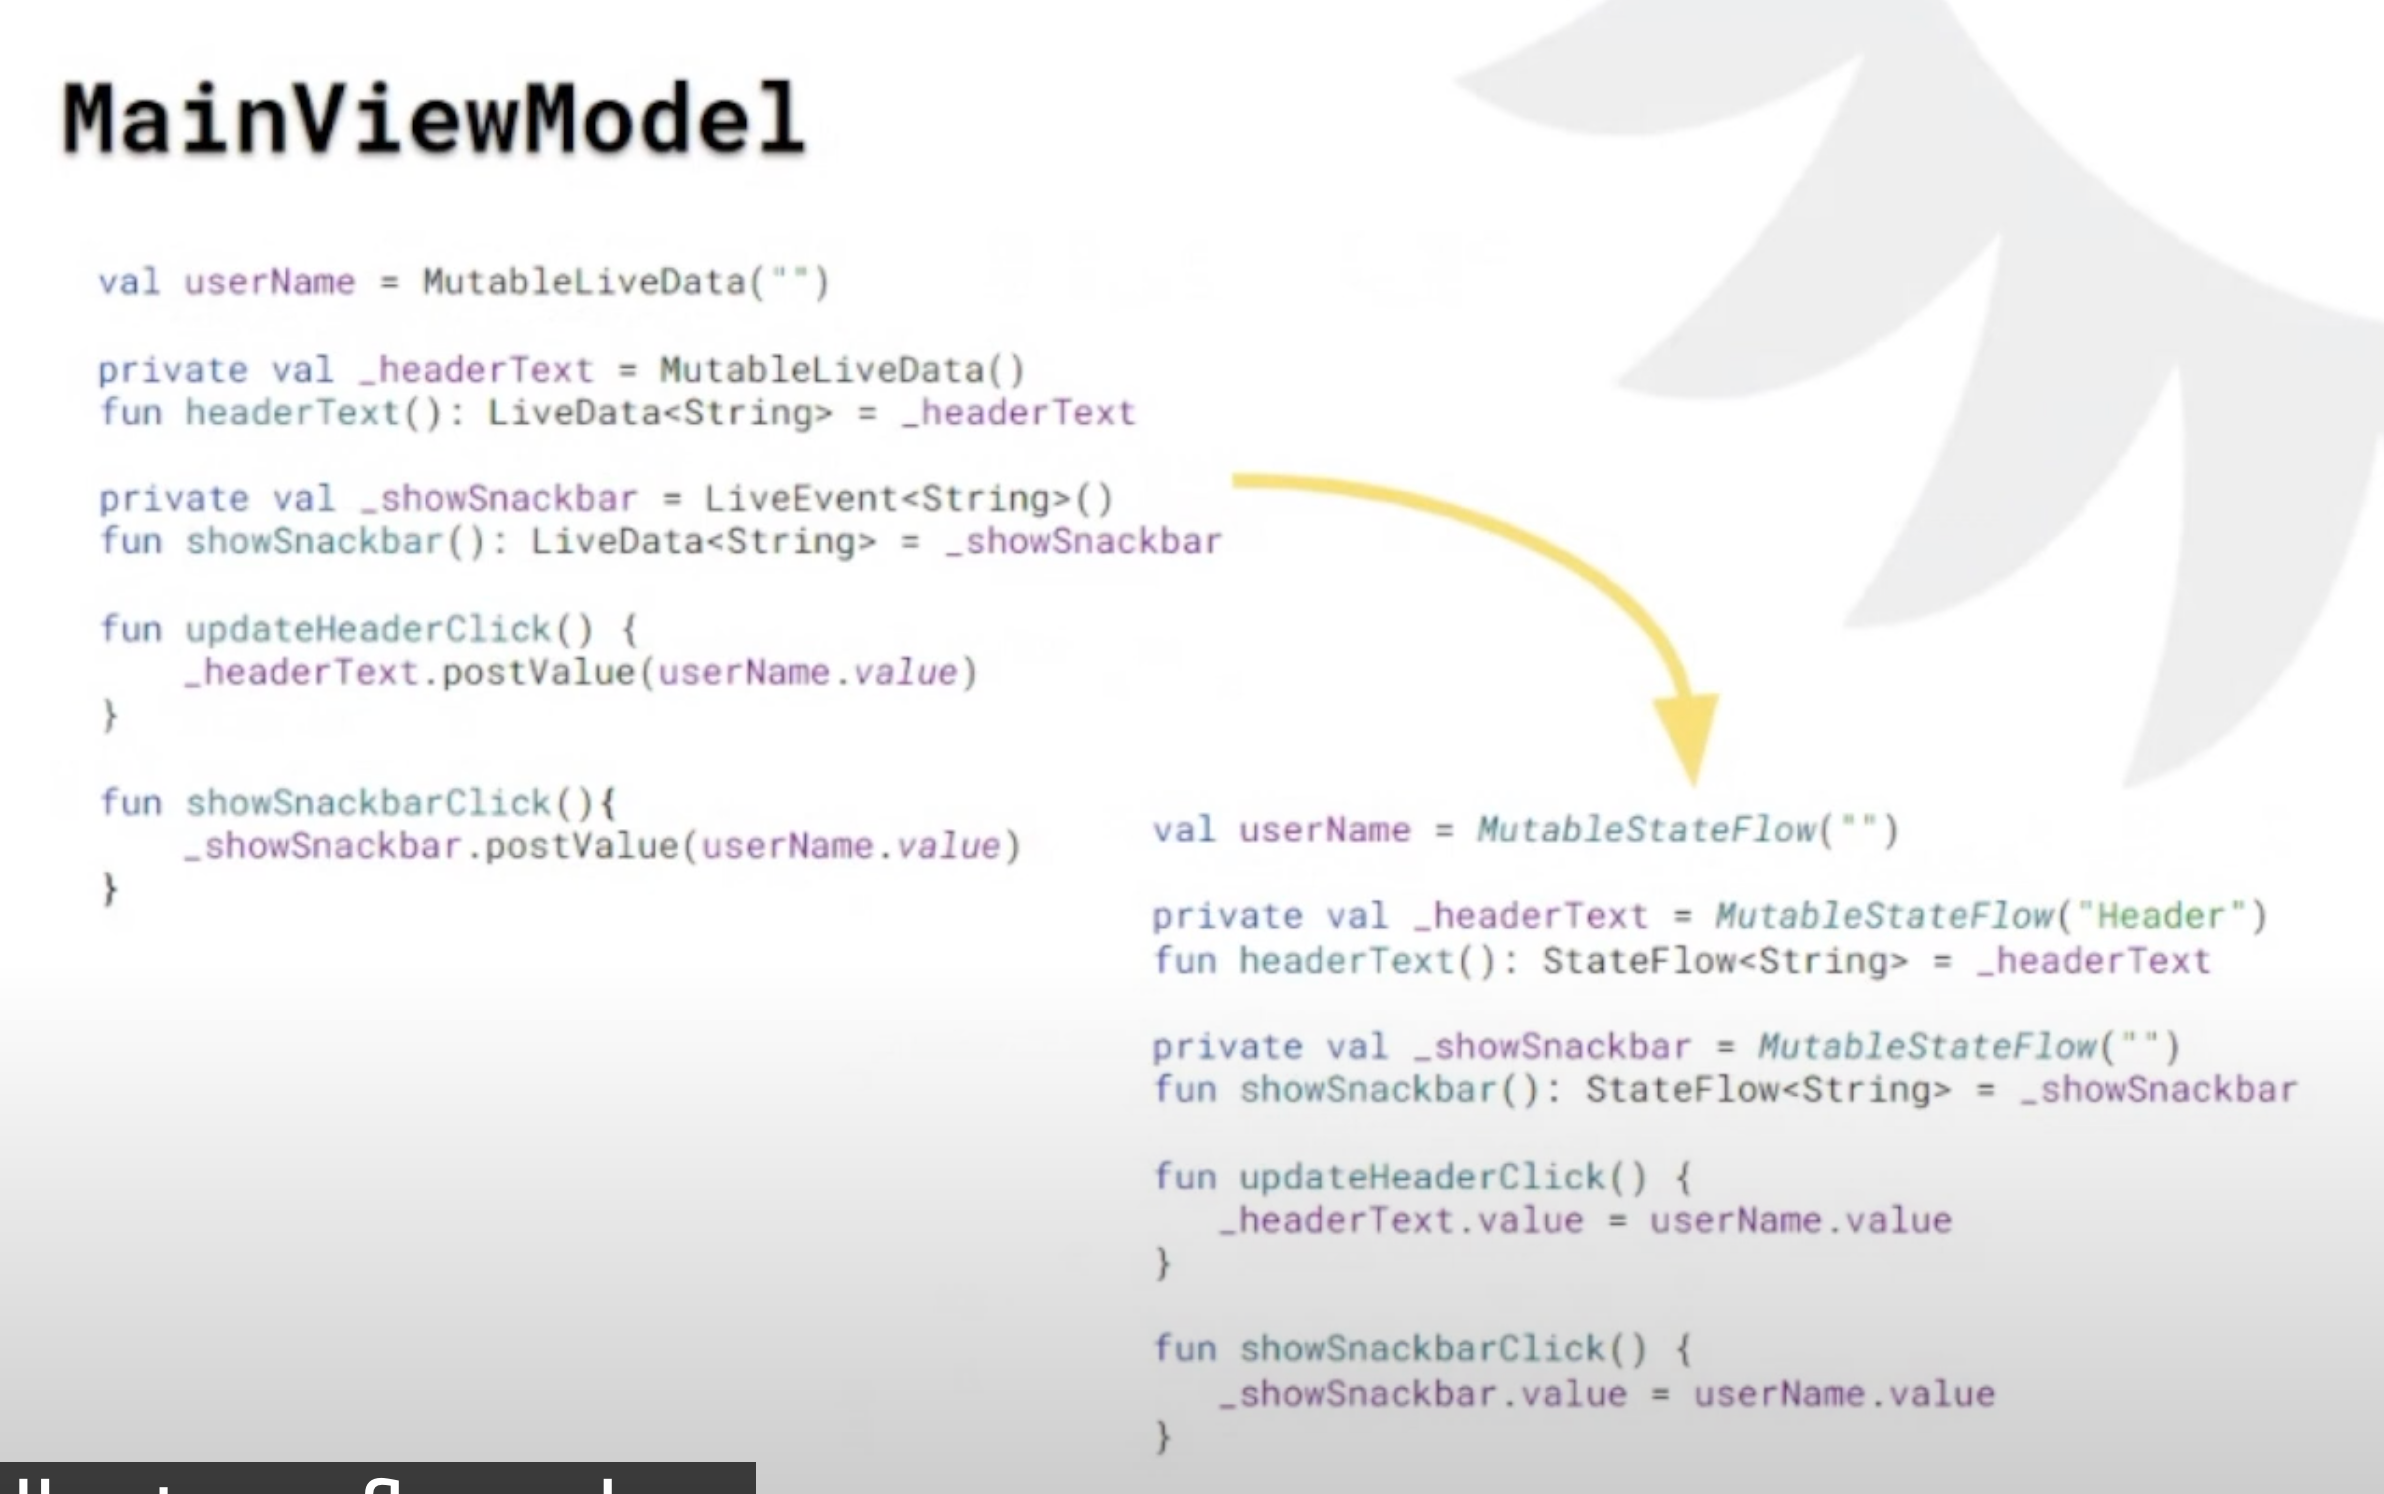 MainViewModel
val userName = MutableLiveData("")
private val _headerText = MutableLiveData()
fun headerText(): LiveData<String> = _headerText
private val _showSnackbar = LiveEvent<String>()
fun showSnackbar(): LiveData<String> = _showSnackbar
fun updateHeaderClick() {
_headerText.postValue(userName.value)
}
fun showSnackbarClick(){
_showSnackbar.postValue(userName.value)
}
val userName = MutableStateFlow("")
private val _headerText = MutableStateFlow("Header")
fun headerText(): StateFlow<String> = _headerText
private val _showSnackbar = MutableStateFlow("")
fun showSnackbar(): StateFlow<String> = _showSnackbar
fun updateHeaderClick() {
_headerText.value = userName.value
}
fun showSnackbarClick() {
_showSnackbar.value = userName.value
}